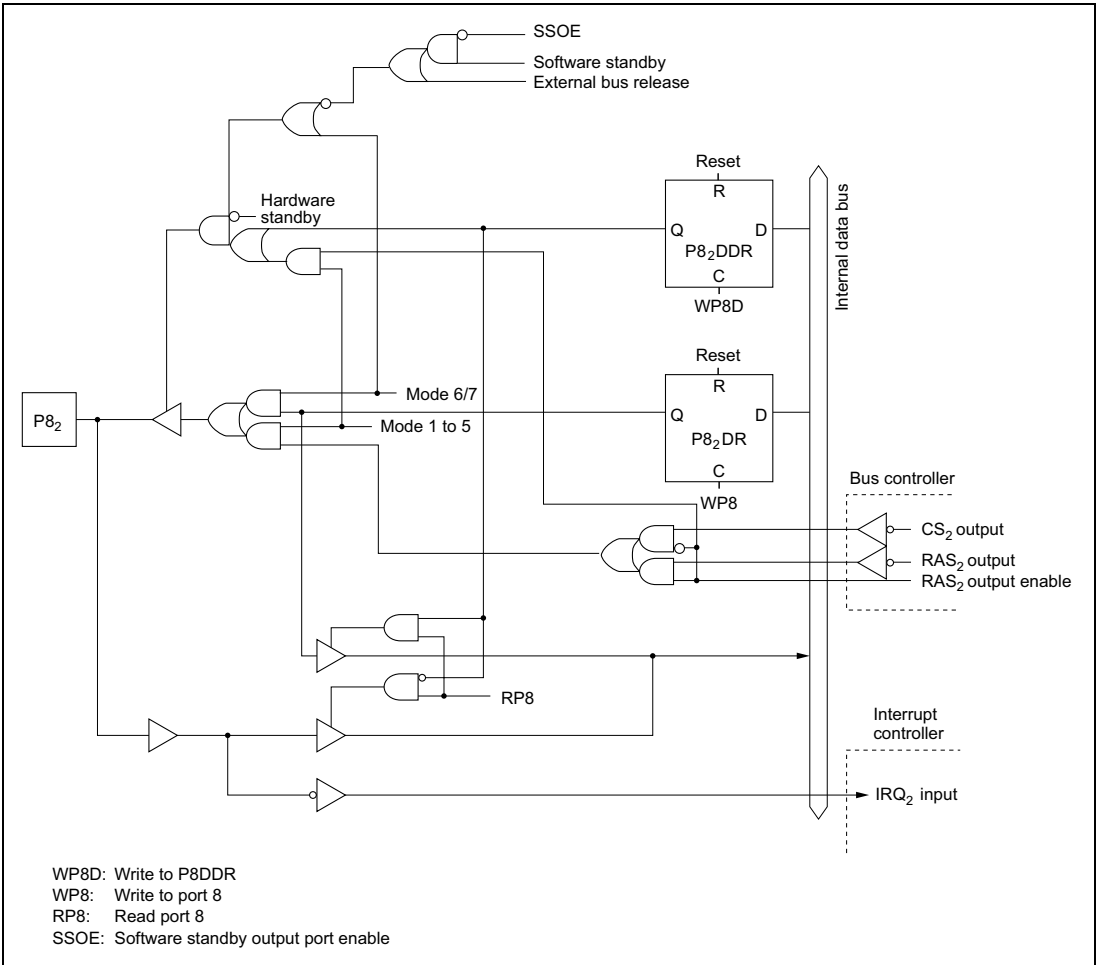 SSOE
Software standby
External bus release
Hardware
standby
Reset
R
Q
D
P8₂DDR
C
WP8D
Internal data bus
Reset
R
Q
D
P8₂DR
C
WP8
P8₂
Mode 6/7
Mode 1 to 5
Bus controller
CS₂ output
RAS₂ output
RAS₂ output enable
RP8
Interrupt
controller
IRQ₂ input
WP8D: Write to P8DDR
WP8: Write to port 8
RP8: Read port 8
SSOE: Software standby output port enable